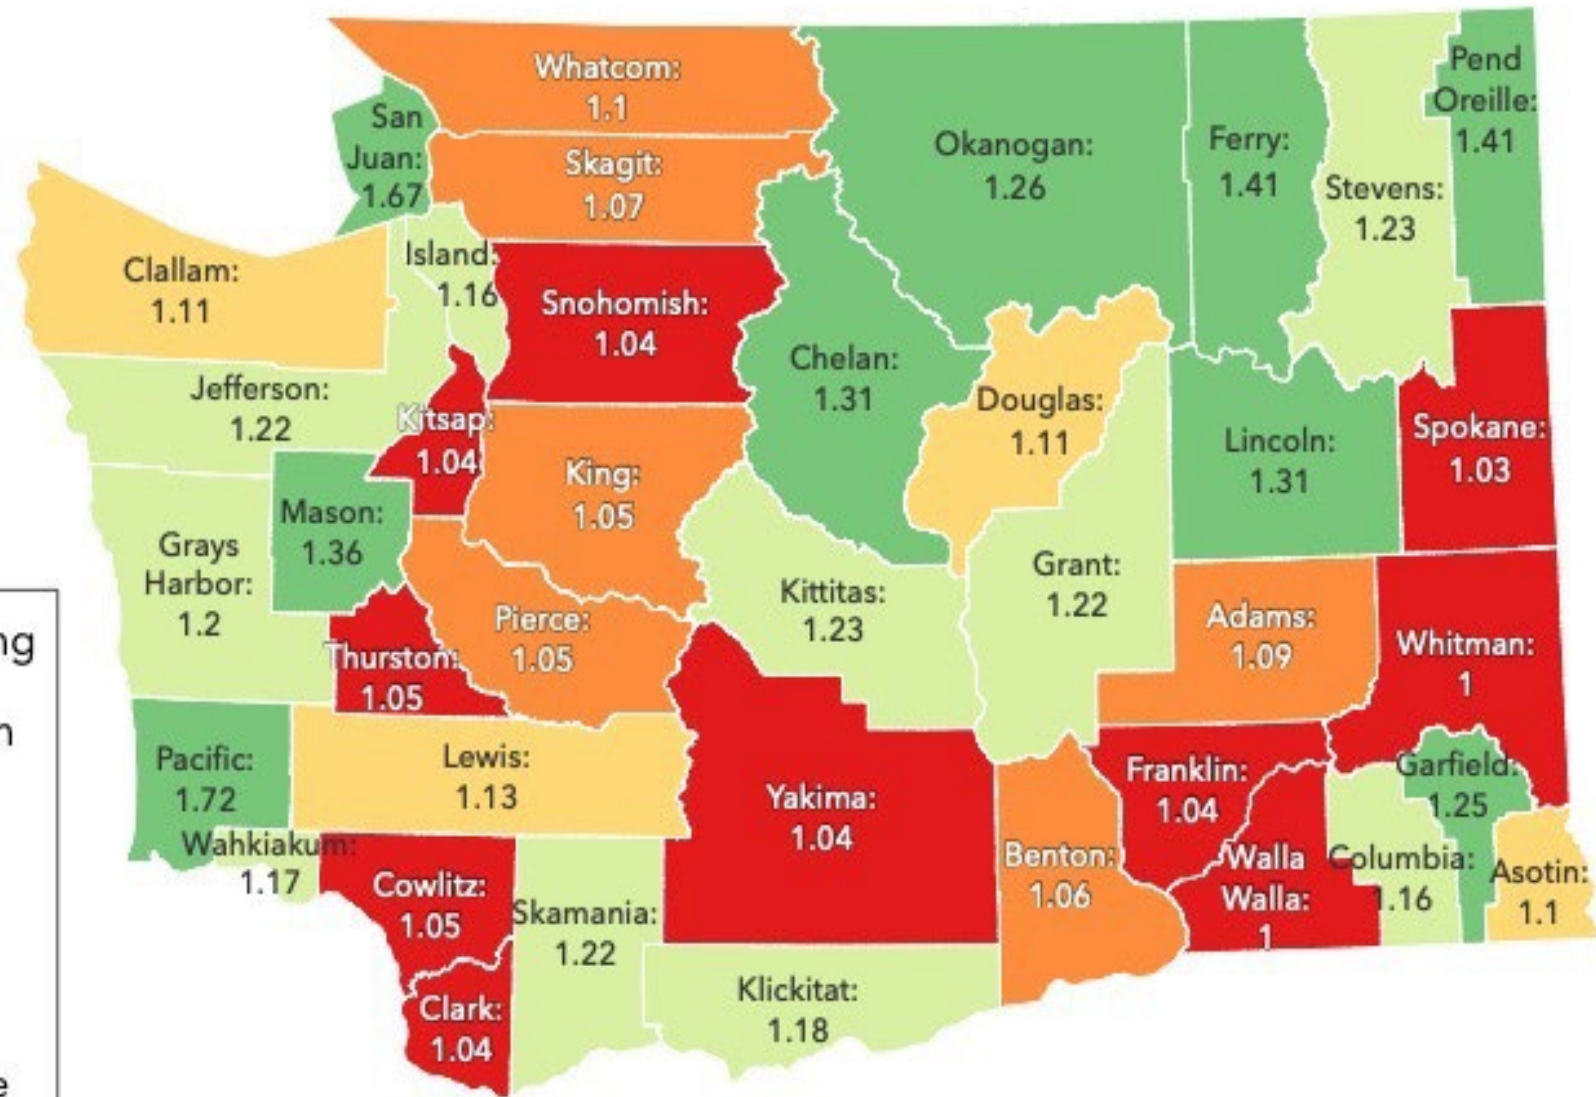 Whatcom:
1.1
Pend
Oreille:
1.41
San
Juan:
1.67
Skagit:
1.07
Okanogan:
1.26
Ferry:
1.41
Stevens:
1.23
Clallam:
1.11
Island:
1.16
Snohomish:
1.04
Chelan:
1.31
Douglas:
1.11
Jefferson:
1.22
Kitsap:
1.04
King:
1.05
Lincoln:
1.31
Spokane:
1.03
Mason:
1.36
Grays
Harbor:
1.2
Kittitas:
1.23
Grant:
1.22
Adams:
1.09
Whitman:
1
Pierce:
1.05
Thurston:
1.05
Pacific:
1.72
Lewis:
1.13
Yakima:
1.04
Franklin:
1.04
Garfield:
1.25
Wahkiakum:
1.17
Cowlitz:
1.05
Skamania:
1.22
Benton:
1.06
Walla
Walla:
1
Columbia:
1.16
Asotin:
1.1
Clark:
1.04
Klickitat:
1.18